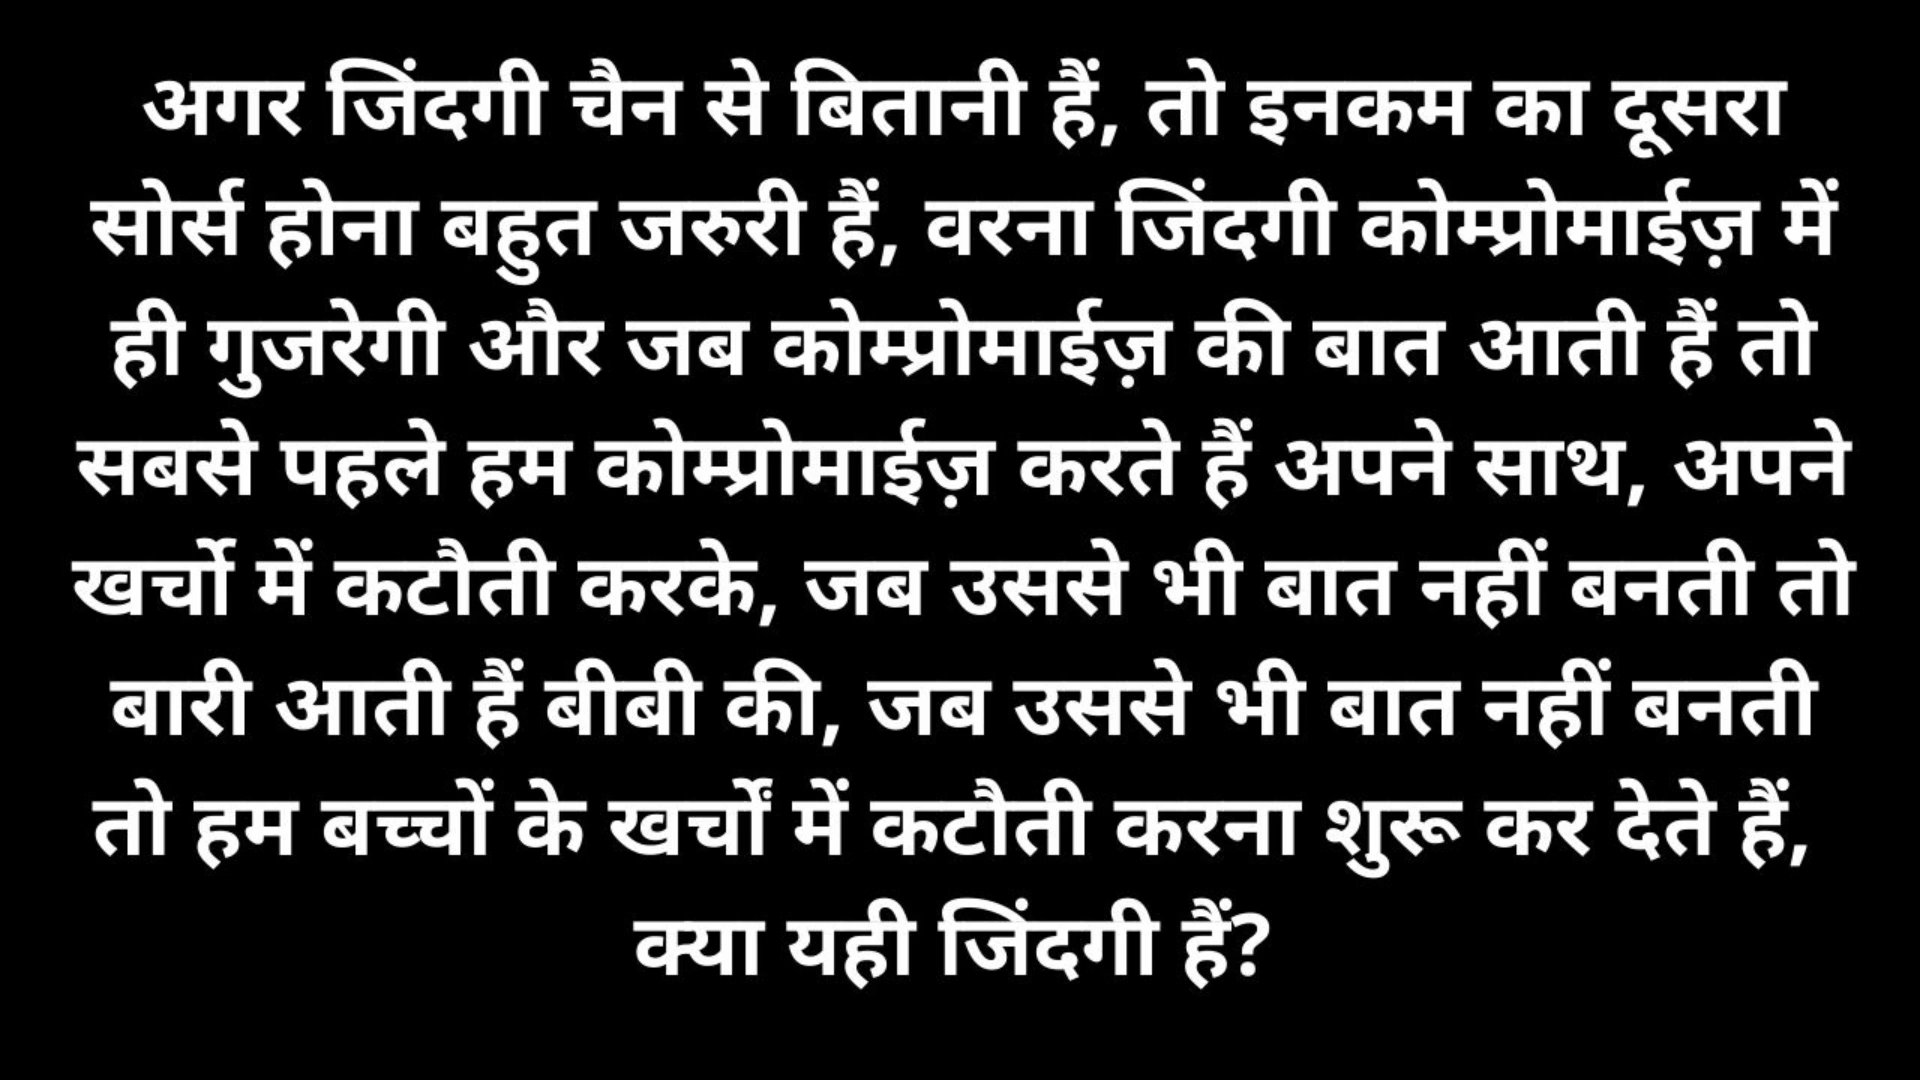 अगर जिंदगी चैन से बितानी हैं, तो इनकम का दूसरा
सोर्स होना बहुत जरुरी हैं, वरना जिंदगी कोम्प्रोमाईज़ में
ही गुजरेगी और जब कोम्प्रोमाईज़ की बात आती हैं तो
सबसे पहले हम कोम्प्रोमाईज़ करते हैं अपने साथ, अपने
खर्चो में कटौती करके, जब उससे भी बात नहीं बनती तो
बारी आती हैं बीबी की, जब उससे भी बात नहीं बनती
तो हम बच्चों के खर्चों में कटौती करना शुरू कर देते हैं,
क्या यही जिंदगी हैं?